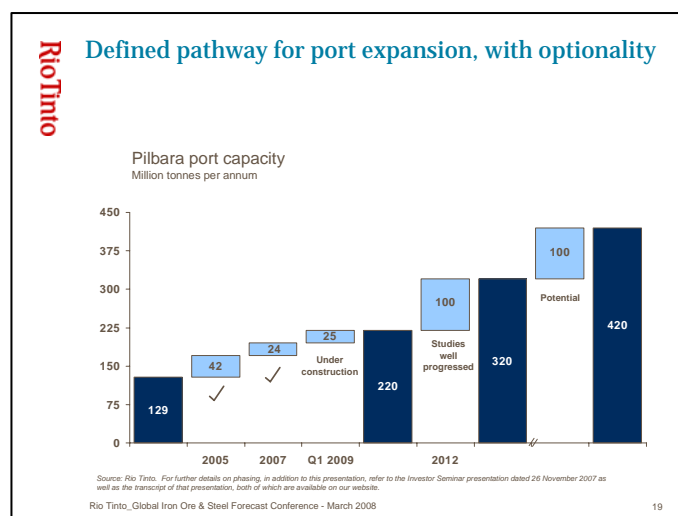 RioTinto
Defined pathway for port expansion, with optionality
Pilbara port capacity
Million tonnes per annum
450
375
300
225
150
75
0
129
42
24
25
Under
construction
220
100
Studies
well
progressed
320
100
Potential
420
2005
2007
Q1 2009
2012
Source: Rio Tinto. For further details on phasing, in addition to this presentation, refer to the Investor Seminar presentation dated 26 November 2007 as
well as the transcript of that presentation, both of which are available on our website.
Rio Tinto_Global Iron Ore & Steel Forecast Conference - March 2008
19